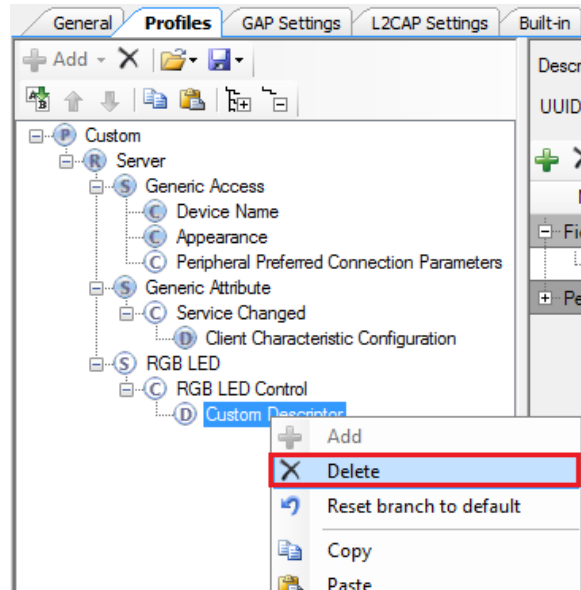 General Profiles GAP Settings L2CAP Settings Built-in
Add
Descr
UUID
P Custom
R Server
S Generic Access
C Device Name
C Appearance
C Peripheral Preferred Connection Parameters
Fi
S Generic Attribute
Pe
C Service Changed
D Client Characteristic Configuration
S RGB LED
C RGB LED Control
D Custom Descriptor
Add
Delete
Reset branch to default
Copy
Paste